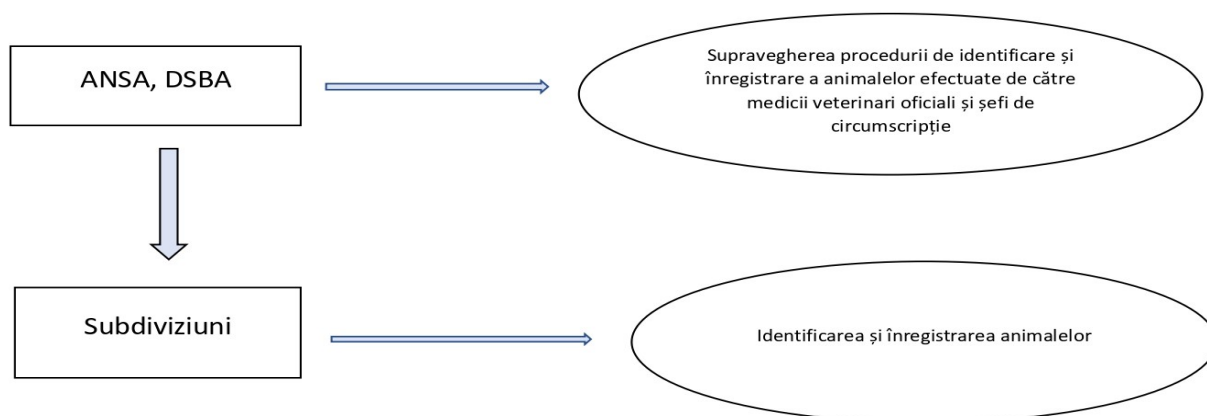 ANSA, DSBA
Supravegherea procedurii de identificare și
înregistrare a animalelor efectuate de către
medicii veterinari oficiali și șefi de
circumscripție
Subdiviziuni
Identificarea și înregistrarea animalelor